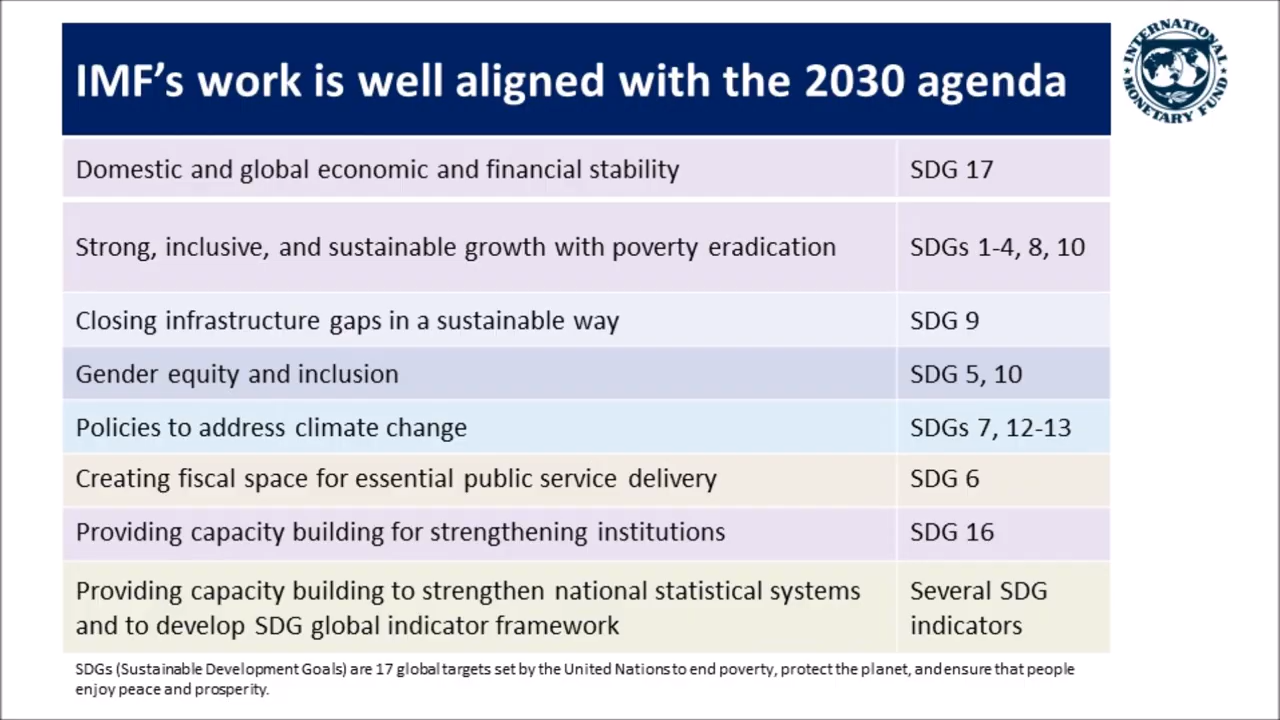 IMF's work is well aligned with the 2030 agenda
INTERNATIONAL MONETARY FUND
Domestic and global economic and financial stability SDG 17
Strong, inclusive, and sustainable growth with poverty eradication SDGs 1-4, 8, 10
Closing infrastructure gaps in a sustainable way SDG 9
Gender equity and inclusion SDG 5, 10
Policies to address climate change SDGs 7, 12-13
Creating fiscal space for essential public service delivery SDG 6
Providing capacity building for strengthening institutions SDG 16
Providing capacity building to strengthen national statistical systems Several SDG
and to develop SDG global indicator framework indicators
SDGs (Sustainable Development Goals) are 17 global targets set by the United Nations to end poverty, protect the planet, and ensure that people
enjoy peace and prosperity.